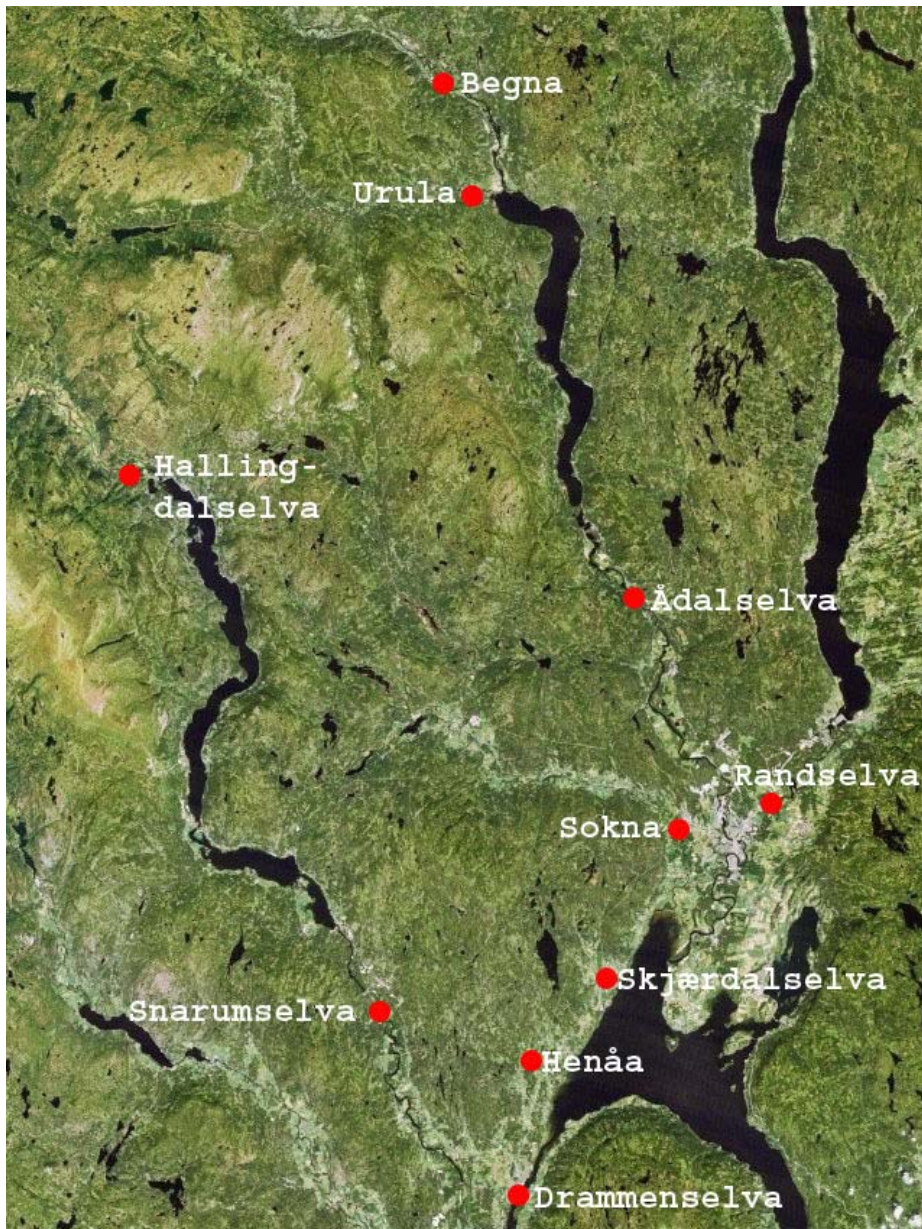 Begna
Urula
Halling-
dalselva
Ådalselva
Randselva
Sokna
Skjærdalselva
Snarumselva
Henåa
Drammenselva